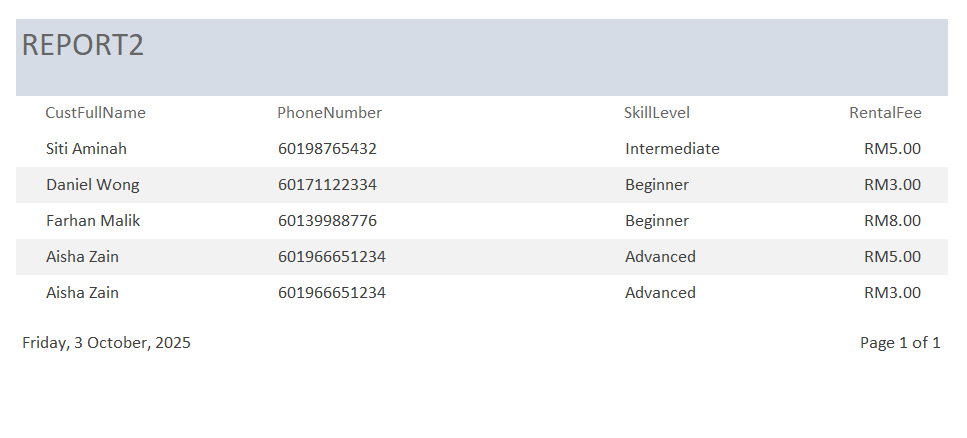 REPORT2
CustFullName PhoneNumber SkillLevel RentalFee
Siti Aminah 60198765432 Intermediate RM5.00
Daniel Wong 60171122334 Beginner RM3.00
Farhan Malik 60139988776 Beginner RM8.00
Aisha Zain 601966651234 Advanced RM5.00
Aisha Zain 601966651234 Advanced RM3.00
Friday, 3 October, 2025 Page 1 of 1